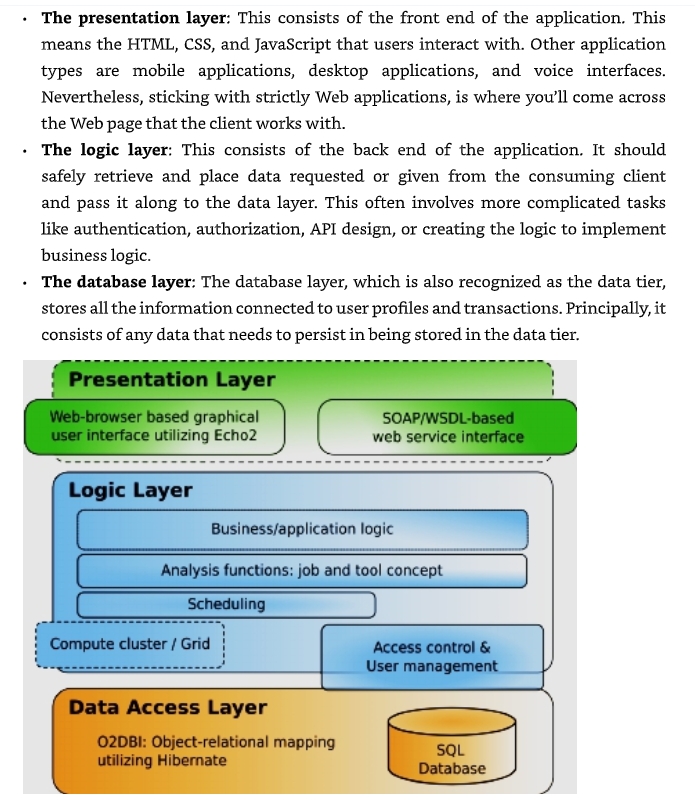 • The presentation layer: This consists of the front end of the application. This
means the HTML, CSS, and JavaScript that users interact with. Other application
types are mobile applications, desktop applications, and voice interfaces.
Nevertheless, sticking with strictly Web applications, is where you’ll come across
the Web page that the client works with.
• The logic layer: This consists of the back end of the application. It should
safely retrieve and place data requested or given from the consuming client
and pass it along to the data layer. This often involves more complicated tasks
like authentication, authorization, API design, or creating the logic to implement
business logic.
• The database layer: The database layer, which is also recognized as the data tier,
stores all the information connected to user profiles and transactions. Principally, it
consists of any data that needs to persist in being stored in the data tier.
Presentation Layer
Web-browser based graphical
user interface utilizing Echo2
SOAP/WSDL-based
web service interface
Logic Layer
Business/application logic
Analysis functions: job and tool concept
Scheduling
Compute cluster / Grid
Access control &
User management
Data Access Layer
O2DBI: Object-relational mapping
utilizing Hibernate
SQL
Database